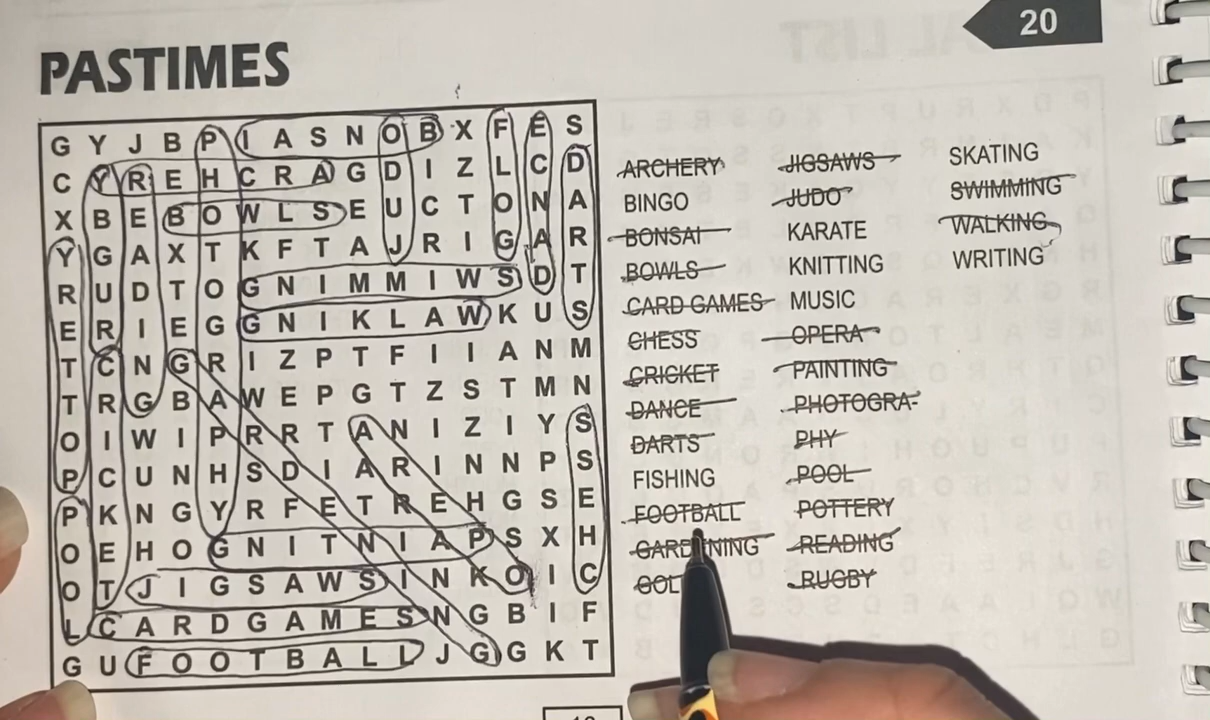 20
PASTIMES
G Y J B P I A S N O B X F E S
C Y R E H C R A G D I Z L C D
X B E B O W L S E U C T O N A
Y G A X T K F T A J R I G A R
R U D T O G N I M M I W S D T
E R I E G G N I K L A W K U S
T C N G R I Z P T F I I A N M
T R G B A W E P G T Z S T M N
O I W I P R R T A N I Z I Y S
P C U N H S D I A R I N N P S
P K N G Y R F E T R E H G S E
O E H O G N I T N I A P S X H
O T J I G S A W S I N K O I C
L C A R D G A M E S N G B I F
G U F O O T B A L L J G G K T
ARCHERY
BINGO
BONSAI
BOWLS
CARD GAMES
CHESS
CRICKET
DANCE
DARTS
FISHING
FOOTBALL
GARDENING
JIGSAWS
JUDO
KARATE
KNITTING
MUSIC
OPERA
PAINTING
PHOTOGRA-
PHY
POOL
POTTERY
READING
RUGBY
SKATING
SWIMMING
WALKING
WRITING